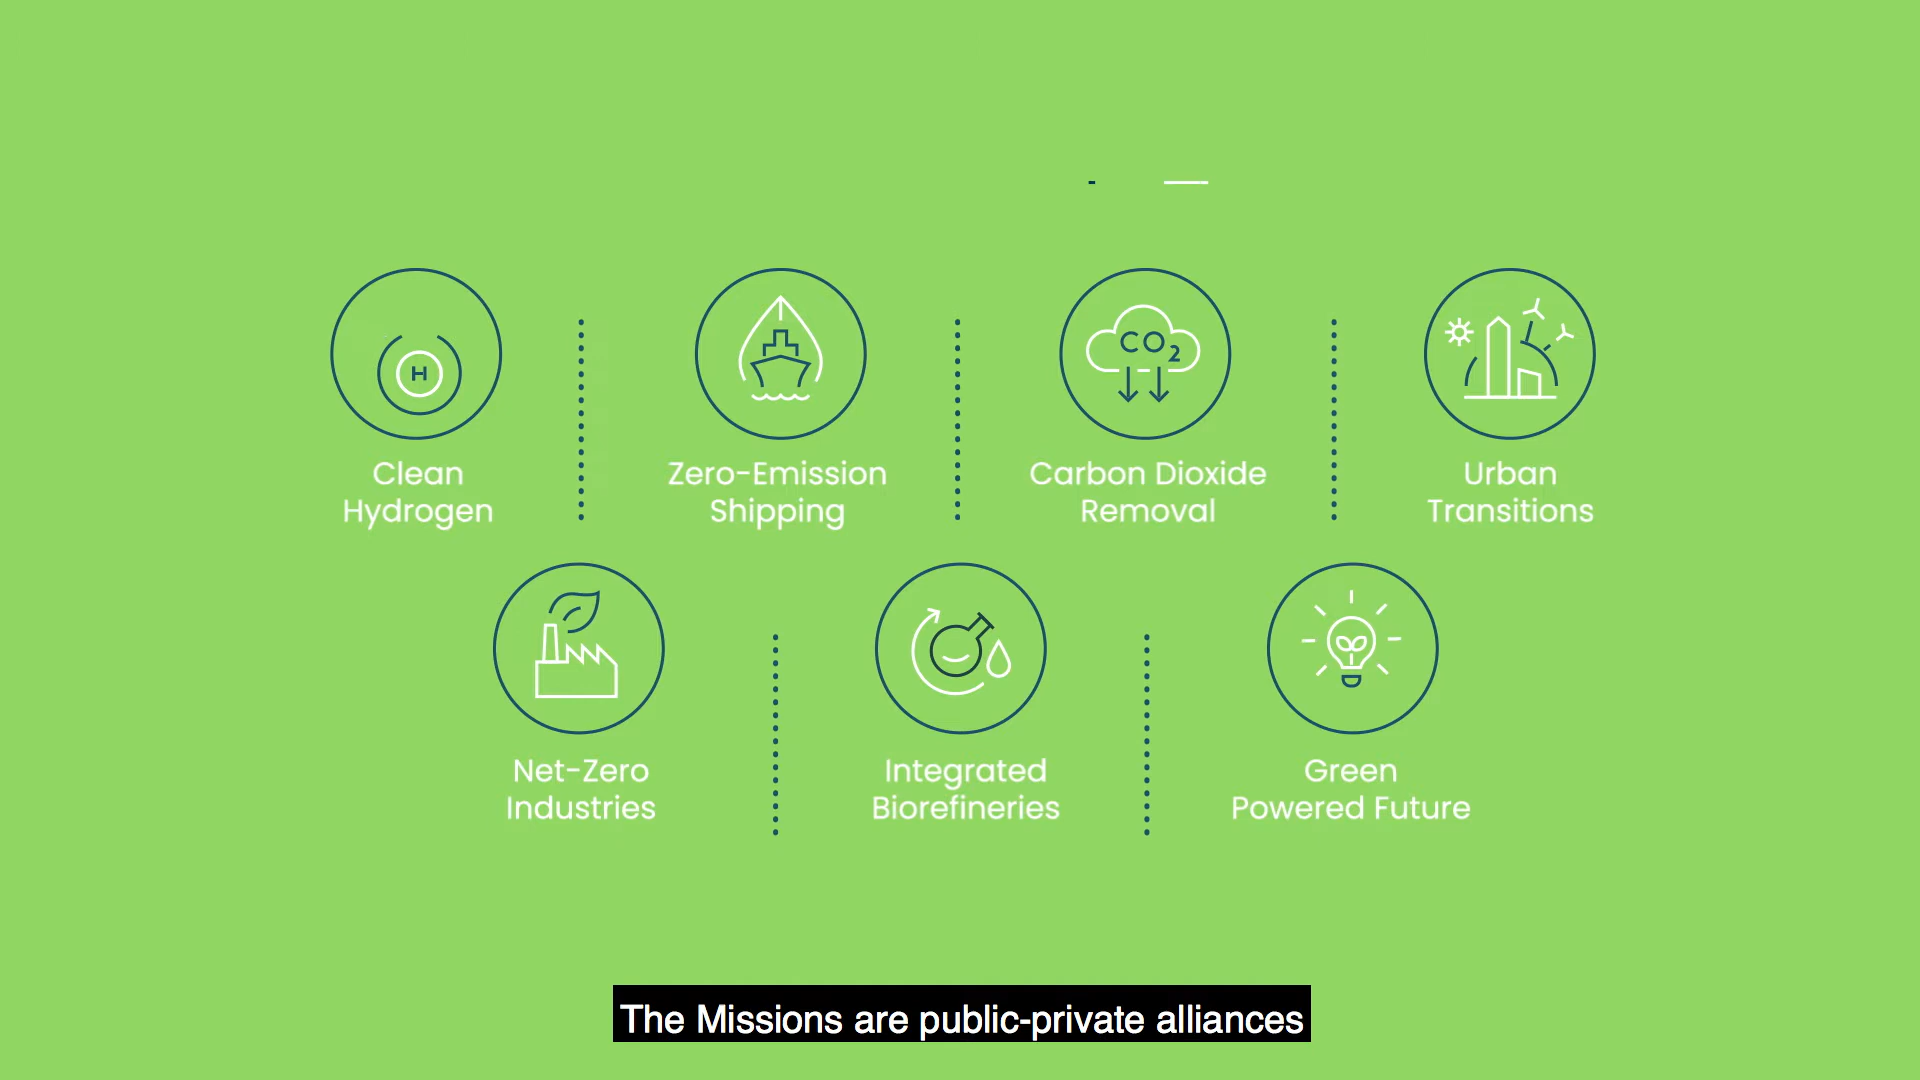 H
CO2
Clean
Hydrogen
Zero-Emission
Shipping
Carbon Dioxide
Removal
Urban
Transitions
Net-Zero
Industries
Integrated
Biorefineries
Green
Powered Future
The Missions are public-private alliances